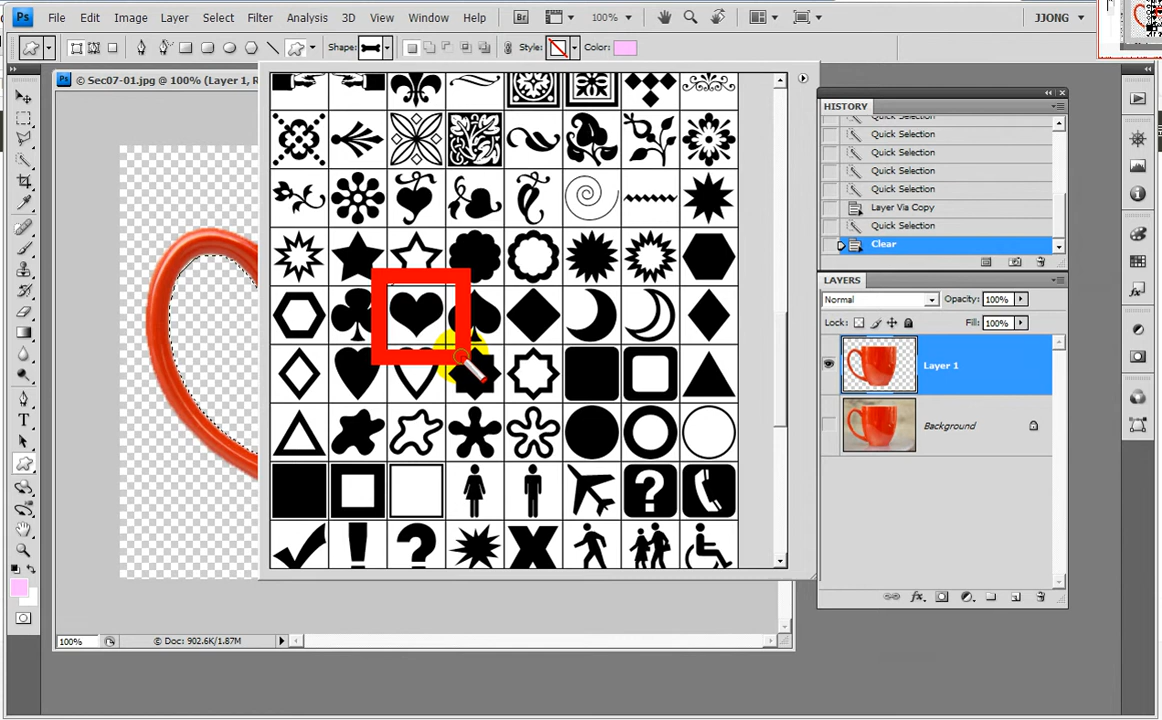 Ps File Edit Image Layer Select Filter Analysis 3D View Window Help Br 100% JJONG
Shape: Style: Color:
Ps © Sec07-01.jpg @ 100% (Layer 1, R
HISTORY
Quick Selection
Quick Selection
Quick Selection
Quick Selection
Quick Selection
Layer Via Copy
Quick Selection
Clear
LAYERS
Normal Opacity: 100%
Lock: Fill: 100%
Layer 1
Background
T
100% © Doc: 902.6K/1.87M